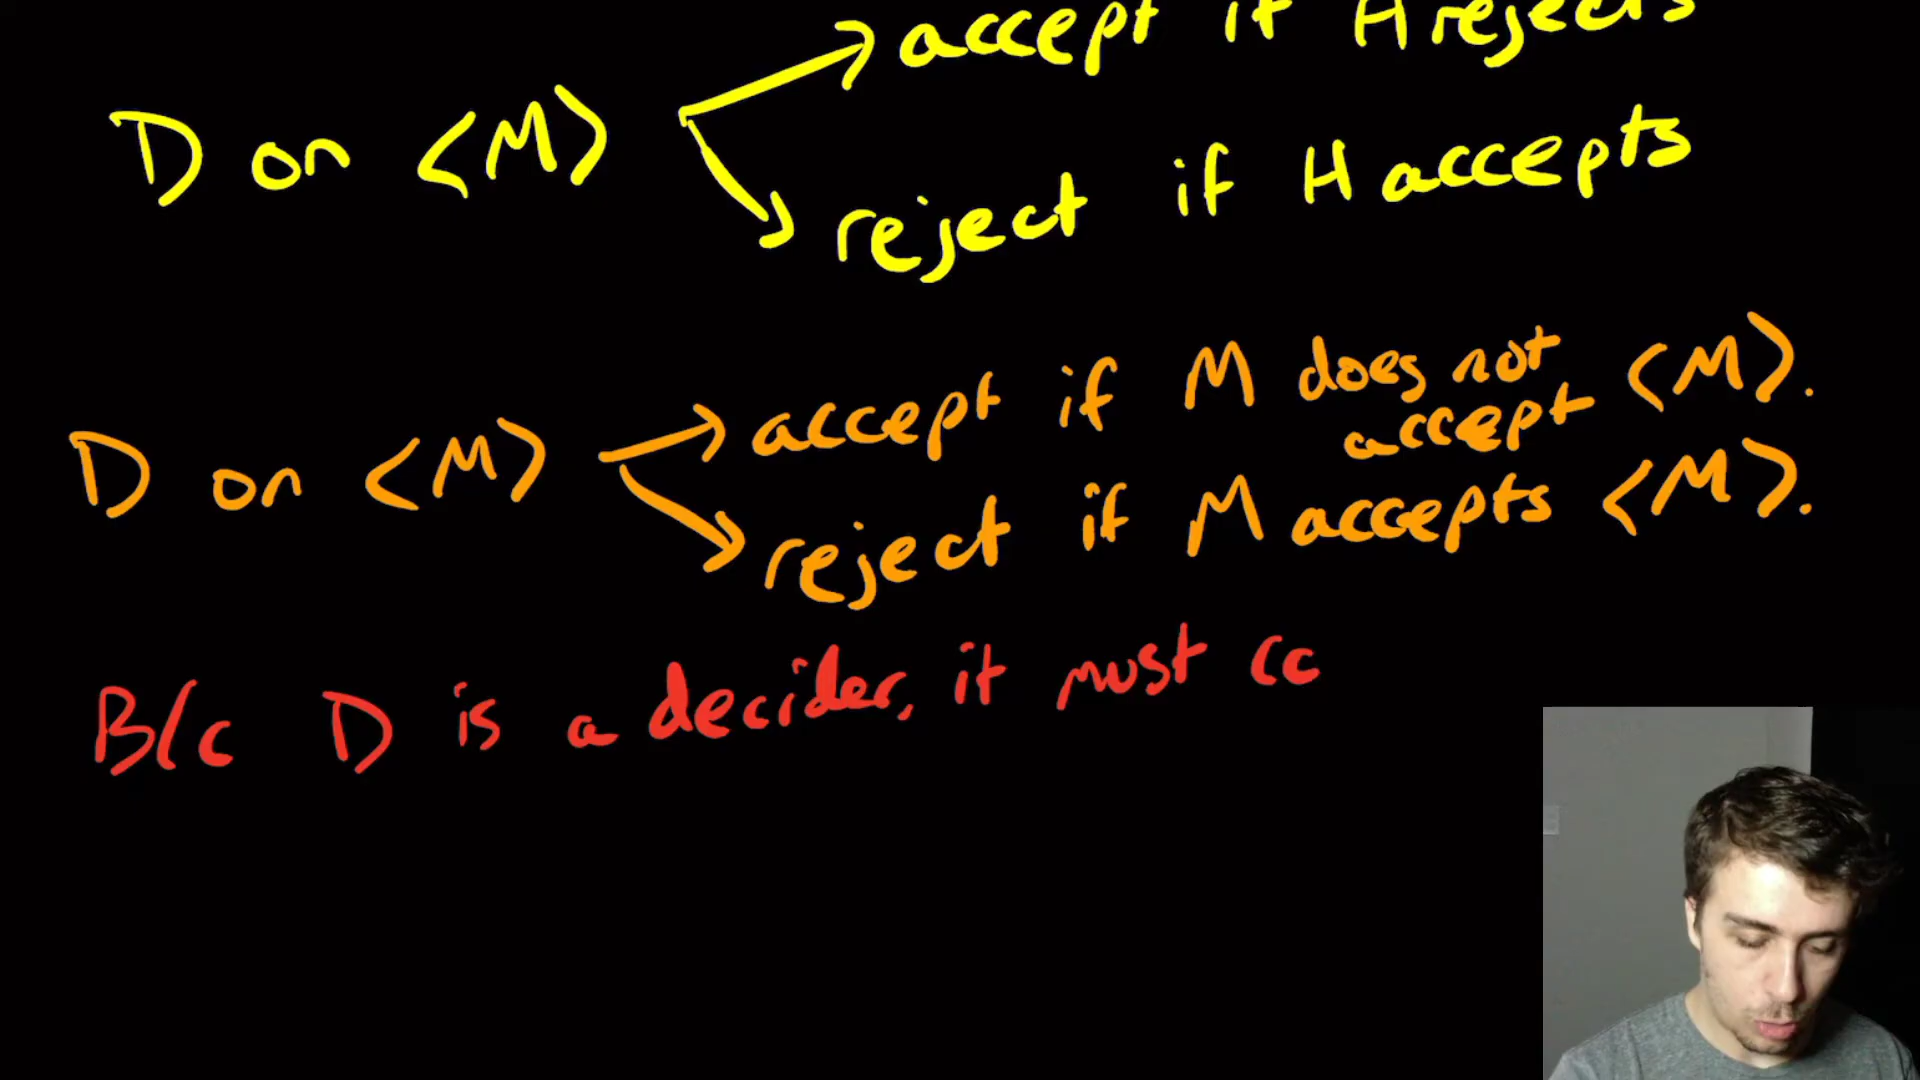 accept if H rejects
D on <M>
reject if H accepts
accept if M does not accept <M>.
D on <M>
reject if M accepts <M>.
B/c D is a decider, it must cc